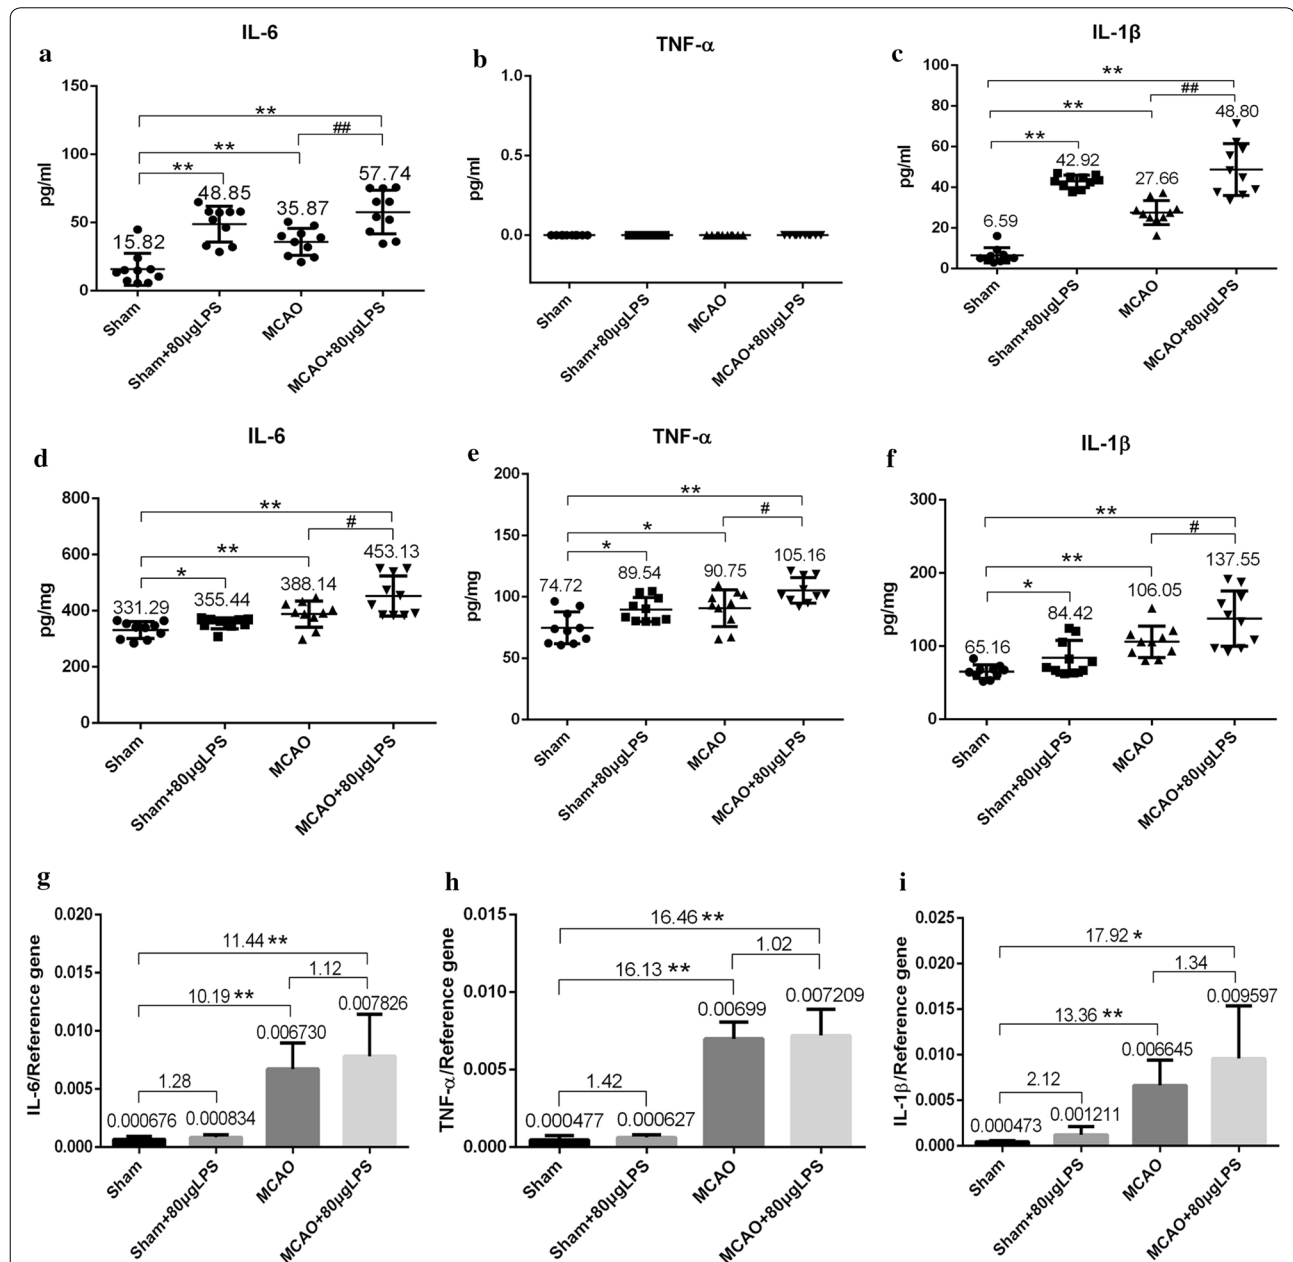 a
IL-6
pg/ml
150
100
50
0
**
##
**
**
15.82
48.85
35.87
57.74
Sham
Sham+80µgLPS
MCAO
MCAO+80µgLPS
b
TNF-α
pg/ml
1.0
0.5
0.0
Sham
Sham+80µgLPS
MCAO
MCAO+80µgLPS
c
IL-1β
pg/ml
100
80
60
40
20
0
**
##
**
**
6.59
42.92
27.66
48.80
Sham
Sham+80µgLPS
MCAO
MCAO+80µgLPS
d
IL-6
pg/mg
800
600
400
200
0
**
#
**
*
331.29
355.44
388.14
453.13
Sham
Sham+80µgLPS
MCAO
MCAO+80µgLPS
e
TNF-α
pg/mg
200
150
100
50
0
**
#
*
*
74.72
89.54
90.75
105.16
Sham
Sham+80µgLPS
MCAO
MCAO+80µgLPS
f
IL-1β
pg/mg
300
200
100
0
**
#
**
*
65.16
84.42
106.05
137.55
Sham
Sham+80µgLPS
MCAO
MCAO+80µgLPS
g
IL-6/Reference gene
0.020
0.015
0.010
0.005
0.000
11.44 **
1.12
10.19 **
1.28
0.000676
0.000834
0.006730
0.007826
Sham
Sham+80µgLPS
MCAO
MCAO+80µgLPS
h
TNF-α/Reference gene
0.015
0.010
0.005
0.000
16.46 **
1.02
16.13 **
1.42
0.000477
0.000627
0.00699
0.007209
Sham
Sham+80µgLPS
MCAO
MCAO+80µgLPS
i
IL-1β/Reference gene
0.025
0.020
0.015
0.010
0.005
0.000
17.92 *
1.34
13.36 **
2.12
0.000473
0.001211
0.006645
0.009597
Sham
Sham+80µgLPS
MCAO
MCAO+80µgLPS